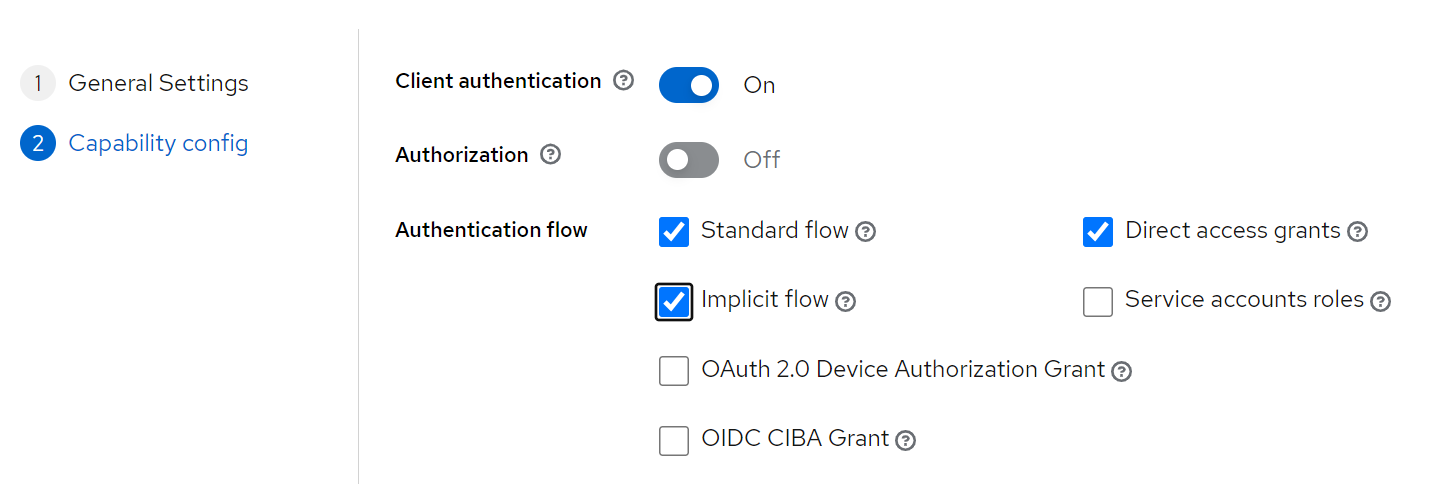 1 General Settings
2 Capability config
Client authentication ? On
Authorization ? Off
Authentication flow
Standard flow ? Direct access grants ?
Implicit flow ? Service accounts roles ?
OAuth 2.0 Device Authorization Grant ?
OIDC CIBA Grant ?